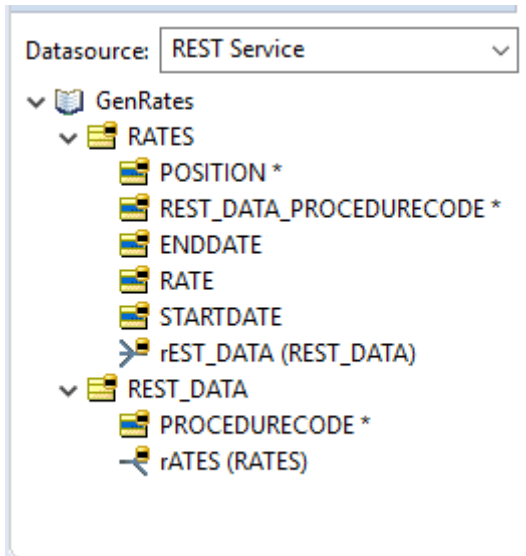 Datasource: REST Service
GenRates
RATES
POSITION *
REST_DATA_PROCEDURECODE *
ENDDATE
RATE
STARTDATE
rEST_DATA (REST_DATA)
REST_DATA
PROCEDURECODE *
rATES (RATES)